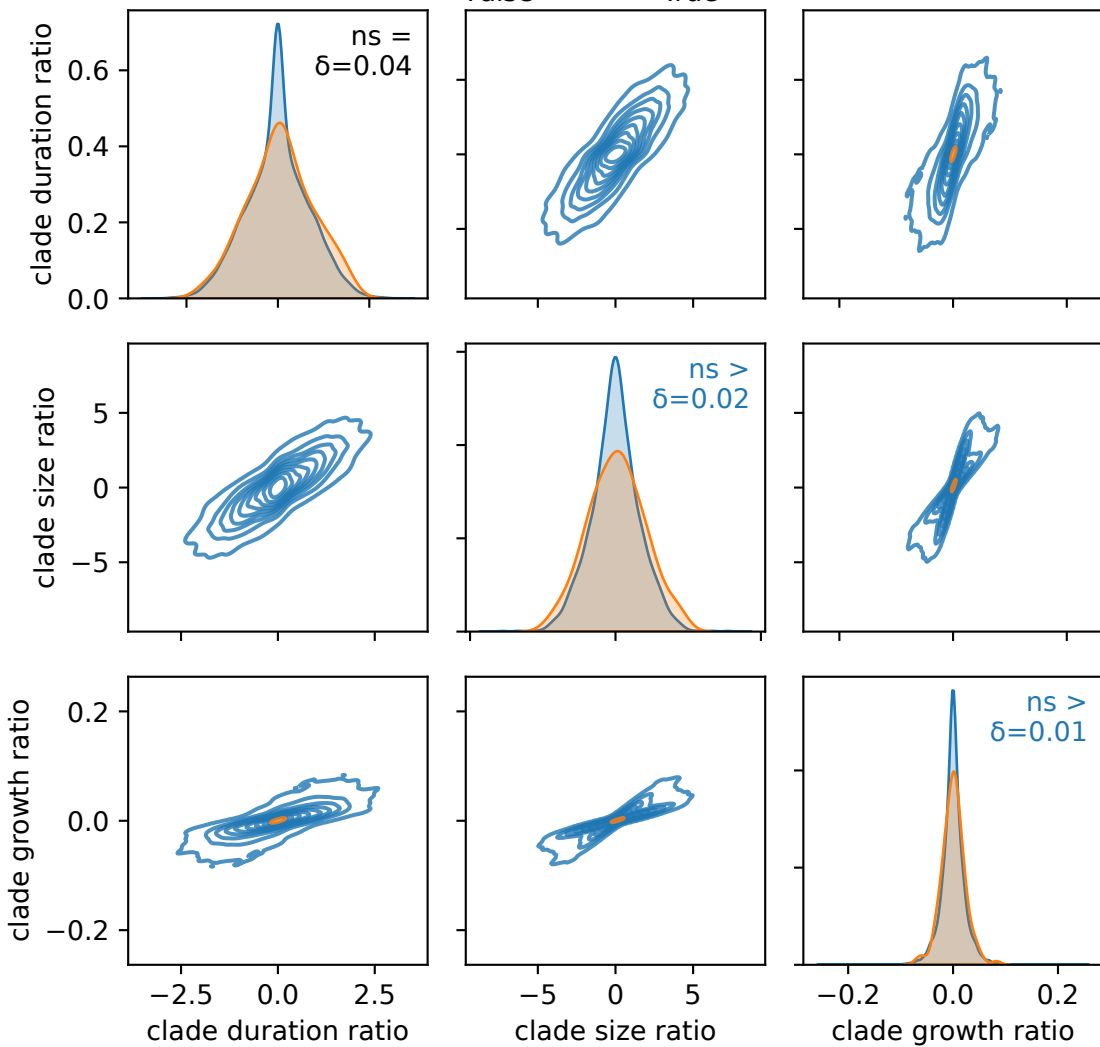 clade duration ratio
0.6
0.4
0.2
0.0
ns =
δ=0.04
clade size ratio
5
0
−5
ns >
δ=0.02
clade growth ratio
0.2
0.0
−0.2
ns >
δ=0.01
−2.5 0.0 2.5
−5 0 5
−0.2 0.0 0.2
clade duration ratio
clade size ratio
clade growth ratio